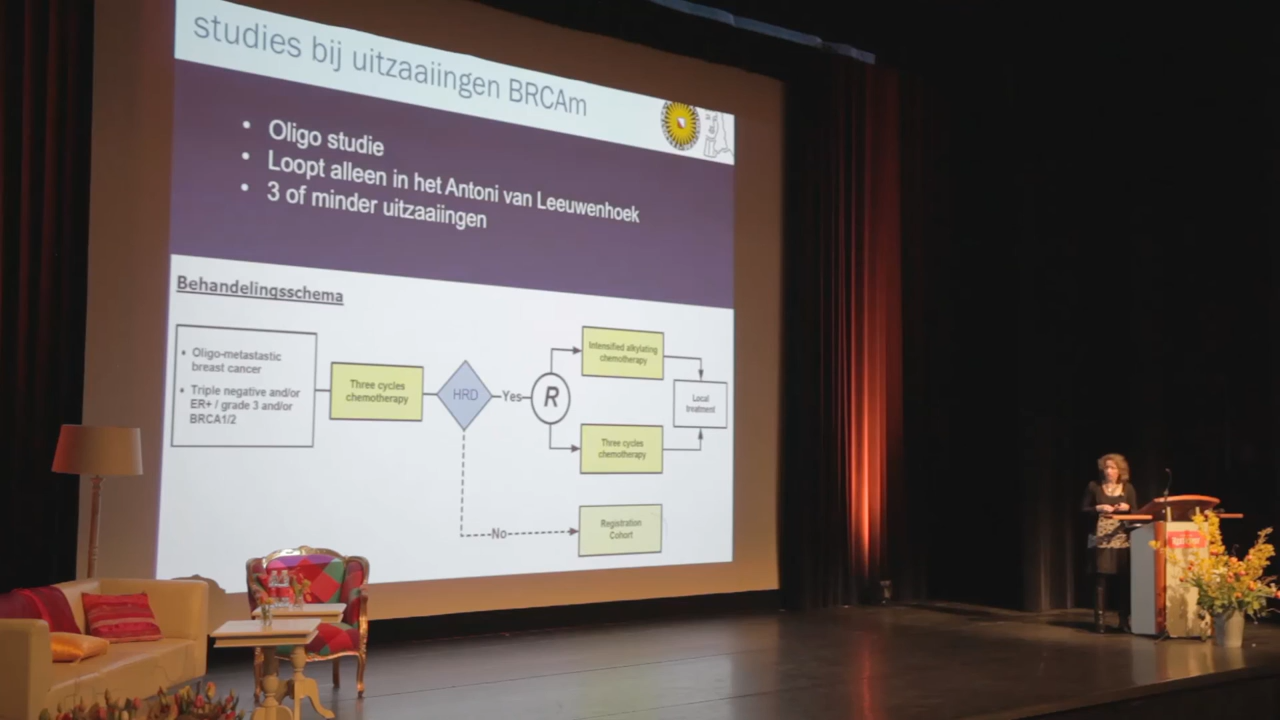 studies bij uitzaaiingen BRCAm
• Oligo studie
• Loopt alleen in het Antoni van Leeuwenhoek
• 3 of minder uitzaaiingen
Behandelingsschema
• Oligo-metastastic
breast cancer
• Triple negative and/or
ER+ / grade 3 and/or
BRCA1/2
Three cycles
chemotherapy
HRD
Yes
R
Intensified alkylating
chemotherapy
Three cycles
chemotherapy
Local
treatment
No
Registration
Cohort